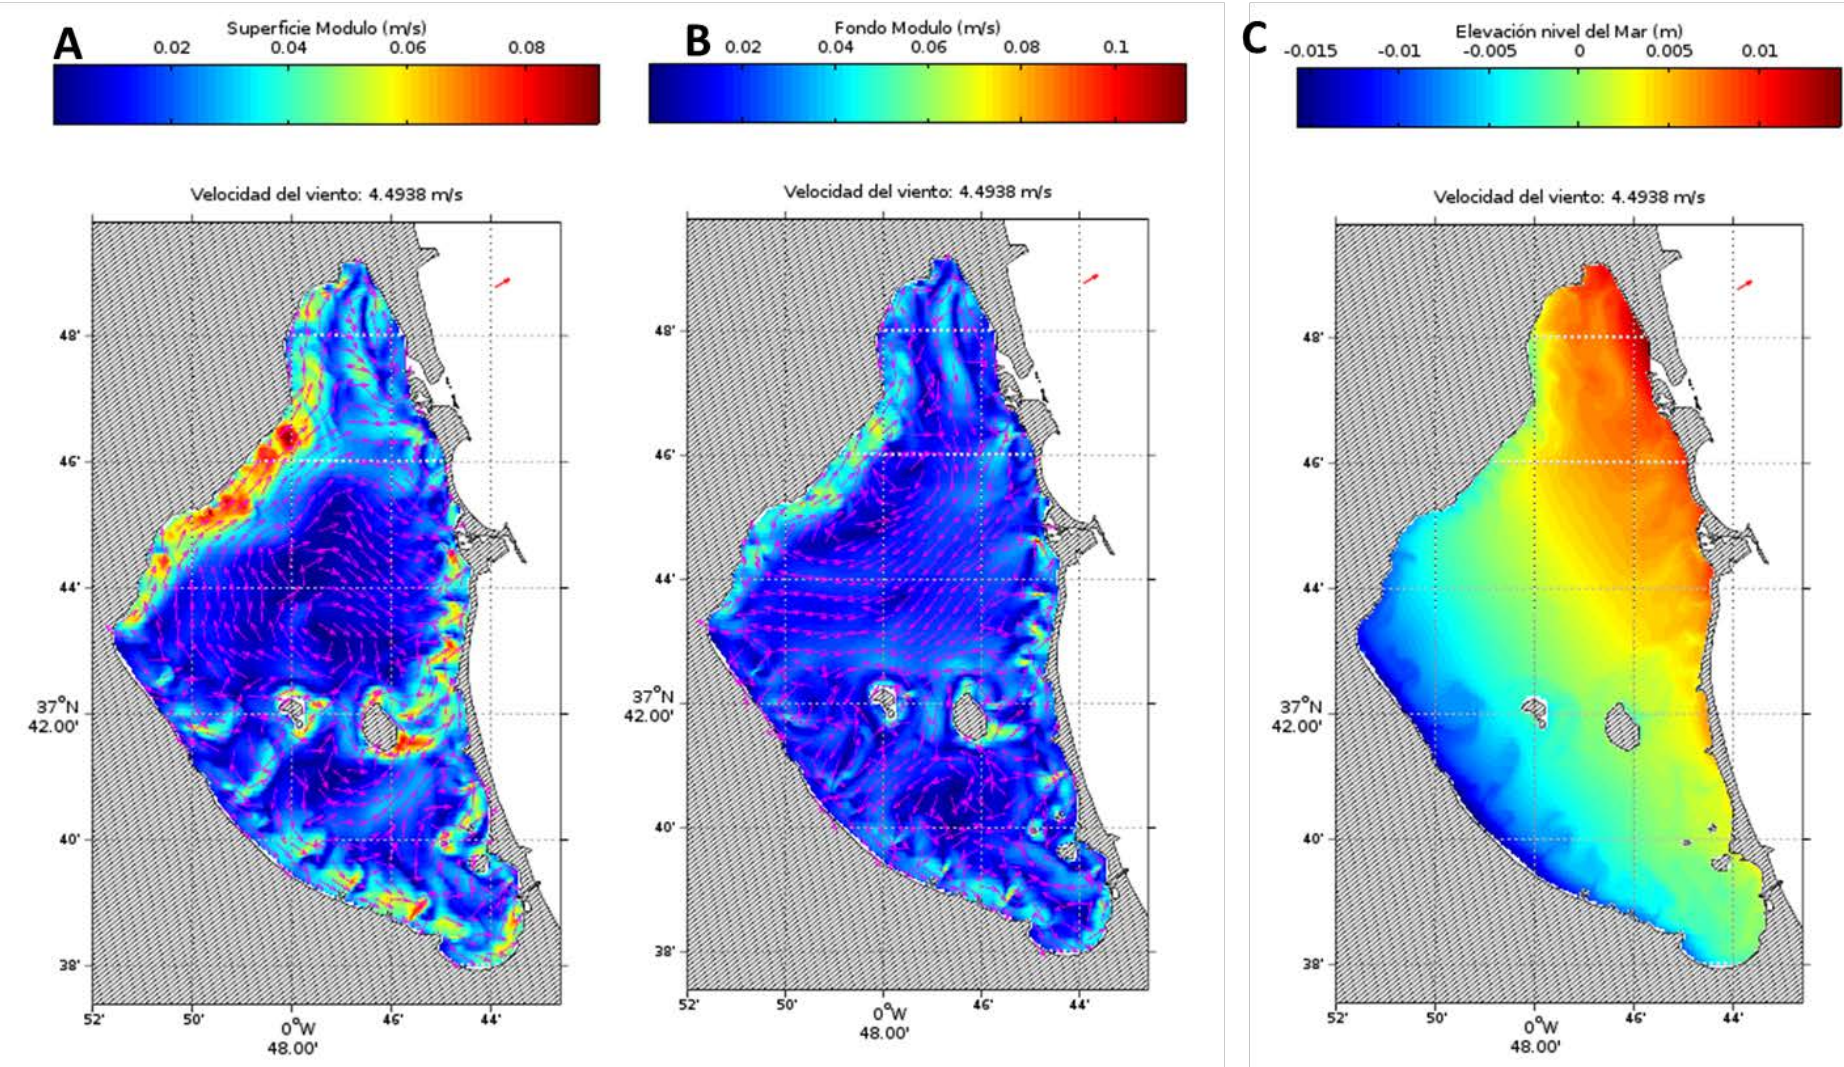 A
Superficie Modulo (m/s)
0.02 0.04 0.06 0.08
Velocidad del viento: 4.4938 m/s
48'
46'
44'
37°N
42.00'
40'
38'
52' 50' 0°W 46' 44'
48.00'
B
Fondo Modulo (m/s)
0.02 0.04 0.06 0.08 0.1
Velocidad del viento: 4.4938 m/s
48'
46'
44'
37°N
42.00'
40'
38'
52' 50' 0°W 46' 44'
48.00'
C
Elevación nivel del Mar (m)
-0.015 -0.01 -0.005 0 0.005 0.01
Velocidad del viento: 4.4938 m/s
48'
46'
44'
37°N
42.00'
40'
38'
52' 50' 0°W 46' 44'
48.00'